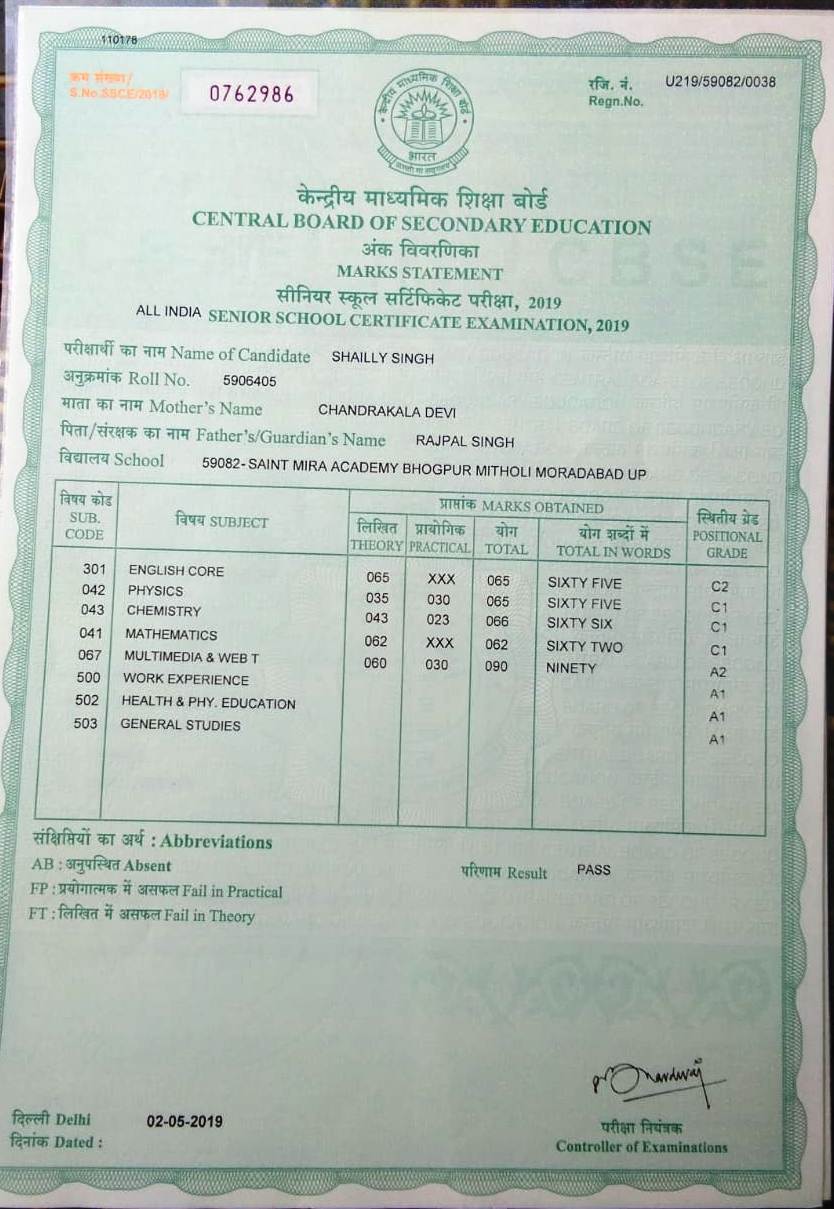 110178
क्रम संख्या/
S.No.SSCE/2019/
0762986
रजि. नं. U219/59082/0038
Regn.No.
केन्द्रीय माध्यमिक शिक्षा बोर्ड
भारत
केन्द्रीय माध्यमिक शिक्षा बोर्ड
CENTRAL BOARD OF SECONDARY EDUCATION
अंक विवरणिका
MARKS STATEMENT
CBSE
सीनियर स्कूल सर्टिफिकेट परीक्षा, 2019
ALL INDIA SENIOR SCHOOL CERTIFICATE EXAMINATION, 2019
परीक्षार्थी का नाम Name of Candidate SHAILLY SINGH
अनुक्रमांक Roll No. 5906405
माता का नाम Mother's Name CHANDRAKALA DEVI
पिता/संरक्षक का नाम Father's/Guardian's Name RAJPAL SINGH
विद्यालय School 59082- SAINT MIRA ACADEMY BHOGPUR MITHOLI MORADABAD UP
विषय कोड SUB. CODE
विषय SUBJECT
प्राप्तांक MARKS OBTAINED
लिखित THEORY
प्रायोगिक PRACTICAL
योग TOTAL
योग शब्दों में TOTAL IN WORDS
स्थितीय ग्रेड POSITIONAL GRADE
301 ENGLISH CORE 065 XXX 065 SIXTY FIVE C2
042 PHYSICS 035 030 065 SIXTY FIVE C1
043 CHEMISTRY 043 023 066 SIXTY SIX C1
041 MATHEMATICS 062 XXX 062 SIXTY TWO C1
067 MULTIMEDIA & WEB T 060 030 090 NINETY A2
500 WORK EXPERIENCE A1
502 HEALTH & PHY. EDUCATION A1
503 GENERAL STUDIES A1
संक्षिप्तियों का अर्थ : Abbreviations
AB : अनुपस्थित Absent
परिणाम Result PASS
FP : प्रयोगात्मक में असफल Fail in Practical
FT : लिखित में असफल Fail in Theory
दिल्ली Delhi
दिनांक Dated : 02-05-2019
परीक्षा नियंत्रक
Controller of Examinations